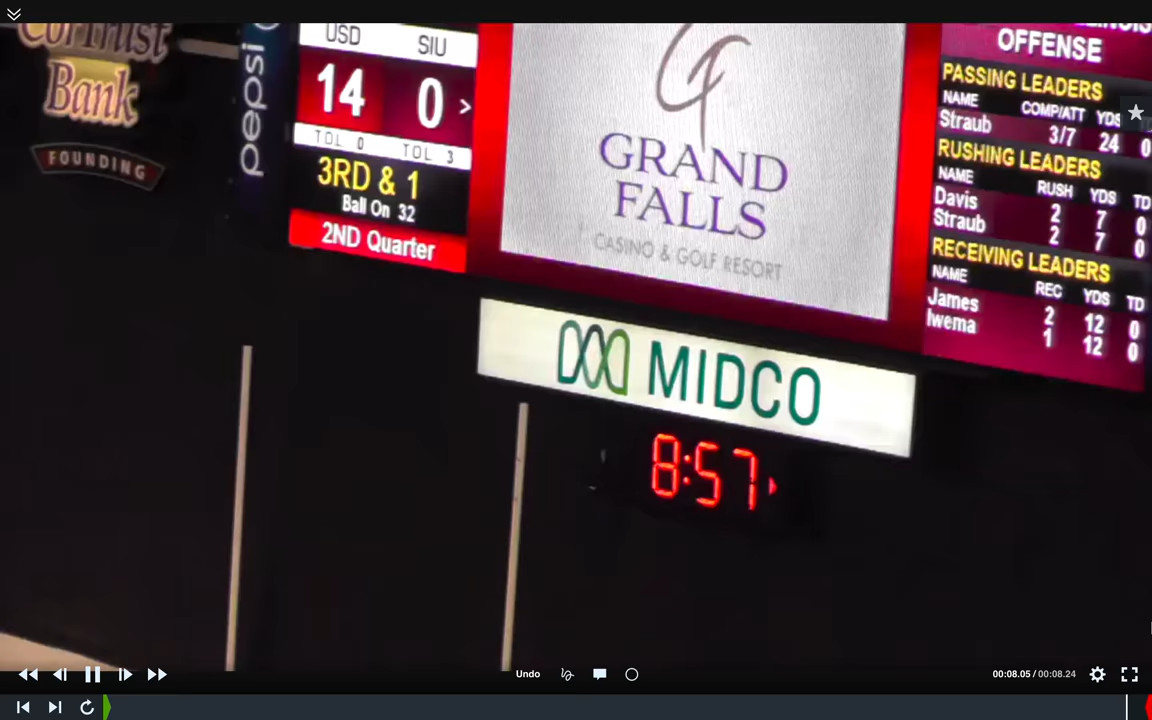 CorTrust
Bank
FOUNDING
pepsi
USD SIU
14 0 >
TOL 0 TOL 3
3RD & 1
Ball On 32
2ND Quarter
GRAND
FALLS
CASINO & GOLF RESORT
MIDCO
8:57
OFFENSE
PASSING LEADERS
NAME COMP/ATT YDS
Straub 3/7 24 0
RUSHING LEADERS
NAME RUSH YDS TD
Davis 2 7 0
Straub 2 7 0
RECEIVING LEADERS
NAME REC YDS TD
James 2 12 0
Iwema 1 12 0
Undo
00:08.05 / 00:08.24